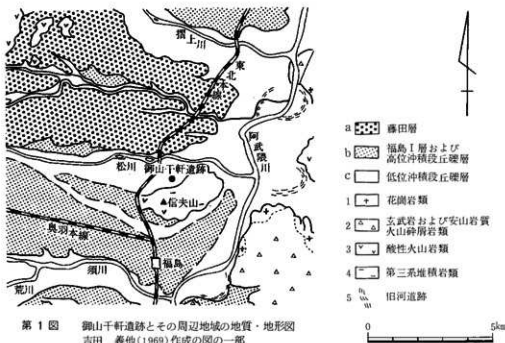 摺上川
東北本線
阿武隈川
松川
御山千軒遺跡
信夫山
奥羽本線
福島
須川
荒川
a 藤田層
b 福島Ⅰ層および
高位沖積段丘礫層
c 低位沖積段丘礫層
1 花崗岩類
2 玄武岩および安山岩質
火山砕屑岩類
3 酸性火山岩類
4 第三系堆積岩類
5 旧河道跡
0 5km
第1図 御山千軒遺跡とその周辺地域の地質・地形図
吉田 義他(1969)作成の図の一部